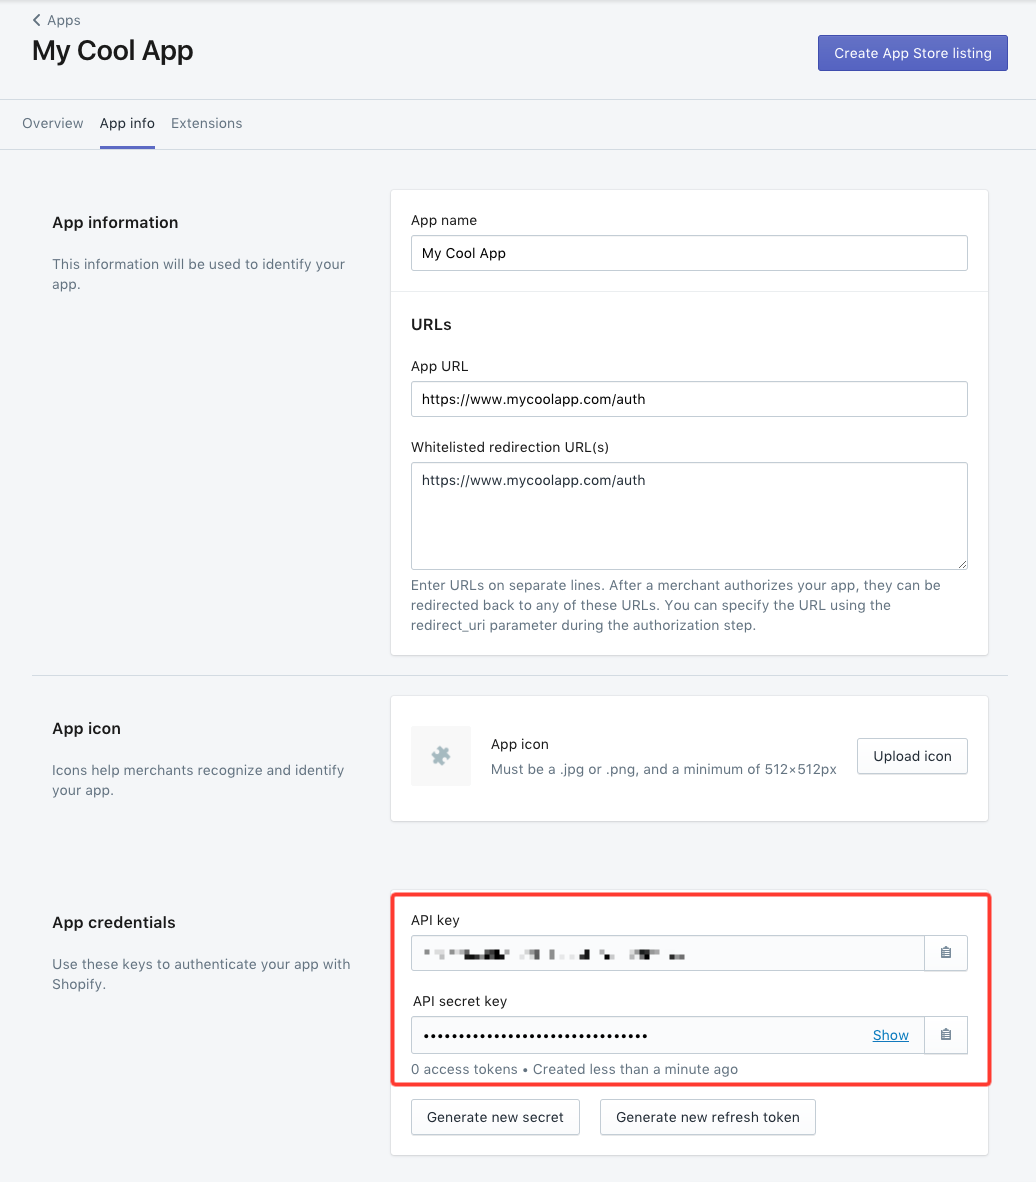 Apps
My Cool App
Create App Store listing
Overview App info Extensions
App information
This information will be used to identify your
app.
App name
My Cool App
URLs
App URL
https://www.mycoolapp.com/auth
Whitelisted redirection URL(s)
https://www.mycoolapp.com/auth
Enter URLs on separate lines. After a merchant authorizes your app, they can be
redirected back to any of these URLs. You can specify the URL using the
redirect_uri parameter during the authorization step.
App icon
Icons help merchants recognize and identify
your app.
App icon
Must be a .jpg or .png, and a minimum of 512×512px
Upload icon
App credentials
Use these keys to authenticate your app with
Shopify.
API key
API secret key
•••••••••••••••••••••••••••••••• Show
0 access tokens • Created less than a minute ago
Generate new secret Generate new refresh token